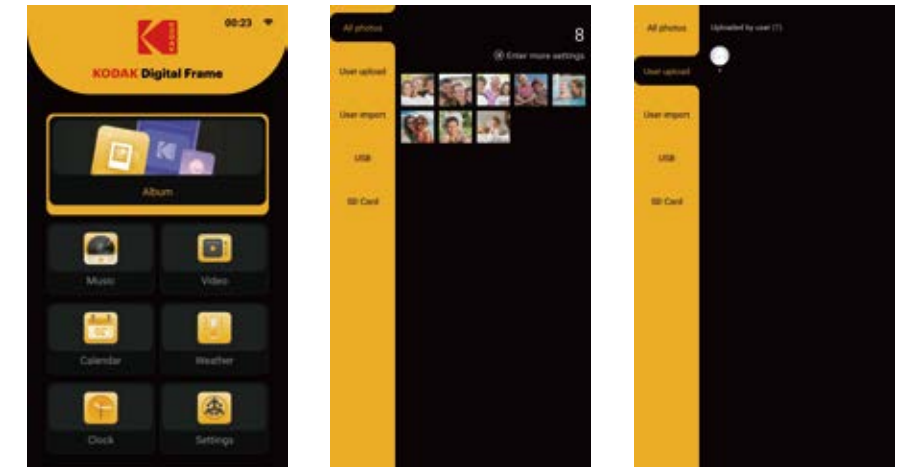 00:23
KODAK
KODAK Digital Frame
Album
Music
Video
Calendar
Weather
Clock
Settings
All photos
User upload
User import
USB
SD Card
8
Enter more settings
All photos
User upload
User import
USB
SD Card
Uploaded by user